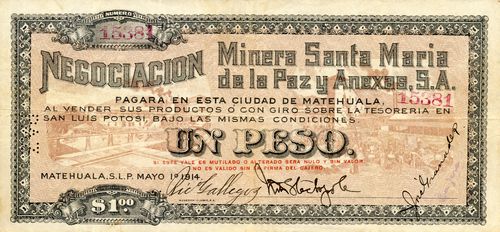 NUMERO
15381
NEGOCIACION
Minera Santa Maria
de la Paz y Anexas, S.A.
15381
PAGARA EN ESTA CIUDAD DE MATEHUALA,
AL VENDER SUS PRODUCTOS O CON GIRO SOBRE LA TESORERIA EN
SAN LUIS POTOSI, BAJO LAS MISMAS CONDICIONES
UN PESO.
SI ESTE VALE ES MUTILADO O ALTERADO SERA NULO Y SIN VALOR.
NO ES VALIDO SIN LA FIRMA DEL CAJERO.
MATEHUALA, S.L.P. MAYO 1º 1914.
$1.00